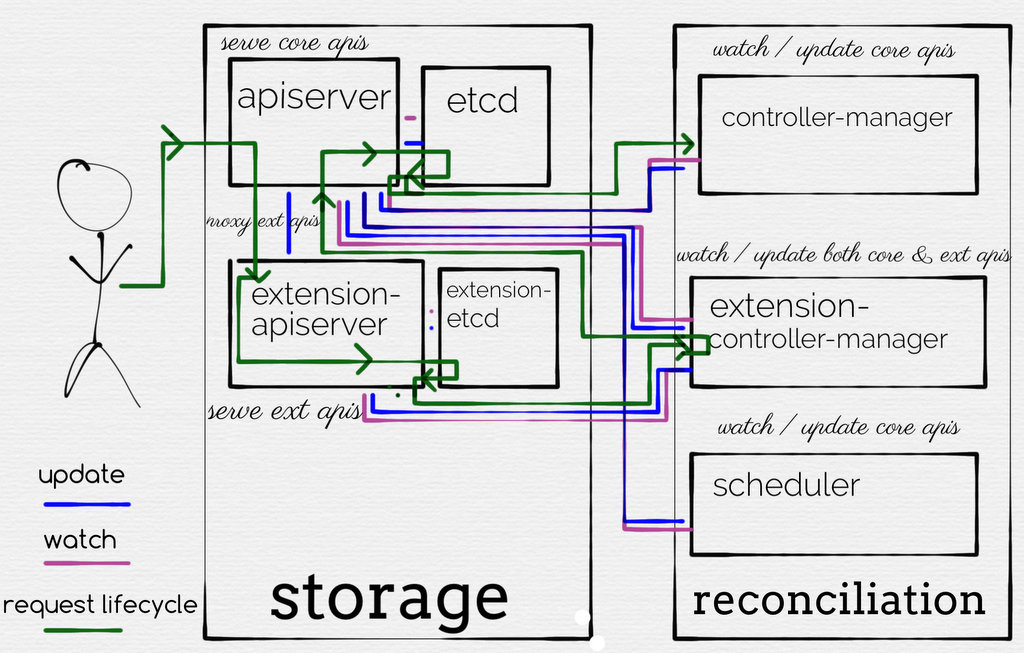 serve core apis
apiserver
etcd
proxy ext apis
extension-
apiserver
extension-
etcd
serve ext apis
storage
watch / update core apis
controller-manager
watch / update both core & ext apis
extension-
controller-manager
watch / update core apis
scheduler
reconciliation
update
watch
request lifecycle